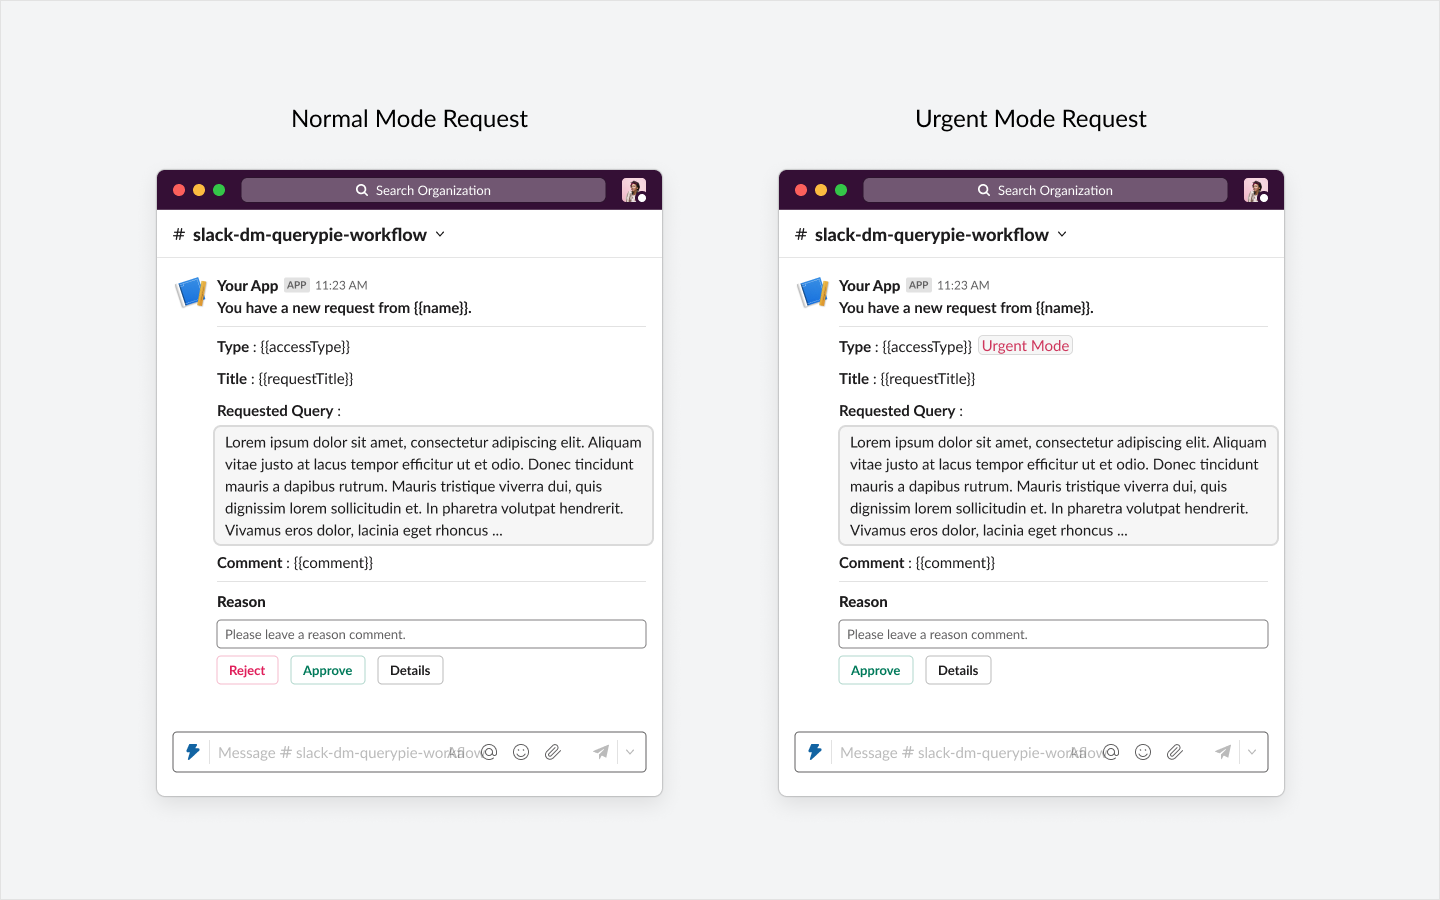 Normal Mode Request
Search Organization
# slack-dm-querypie-workflow
Your App APP 11:23 AM
You have a new request from {{name}}.
Type : {{accessType}}
Title : {{requestTitle}}
Requested Query :
Lorem ipsum dolor sit amet, consectetur adipiscing elit. Aliquam
vitae justo at lacus tempor efficitur ut et odio. Donec tincidunt
mauris a dapibus rutrum. Mauris tristique viverra dui, quis
dignissim lorem sollicitudin et. In pharetra volutpat hendrerit.
Vivamus eros dolor, lacinia eget rhoncus ...
Comment : {{comment}}
Reason
Please leave a reason comment.
Reject Approve Details
Message # slack-dm-querypie-workflow Aa
Urgent Mode Request
Search Organization
# slack-dm-querypie-workflow
Your App APP 11:23 AM
You have a new request from {{name}}.
Type : {{accessType}} Urgent Mode
Title : {{requestTitle}}
Requested Query :
Lorem ipsum dolor sit amet, consectetur adipiscing elit. Aliquam
vitae justo at lacus tempor efficitur ut et odio. Donec tincidunt
mauris a dapibus rutrum. Mauris tristique viverra dui, quis
dignissim lorem sollicitudin et. In pharetra volutpat hendrerit.
Vivamus eros dolor, lacinia eget rhoncus ...
Comment : {{comment}}
Reason
Please leave a reason comment.
Approve Details
Message # slack-dm-querypie-workflow Aa